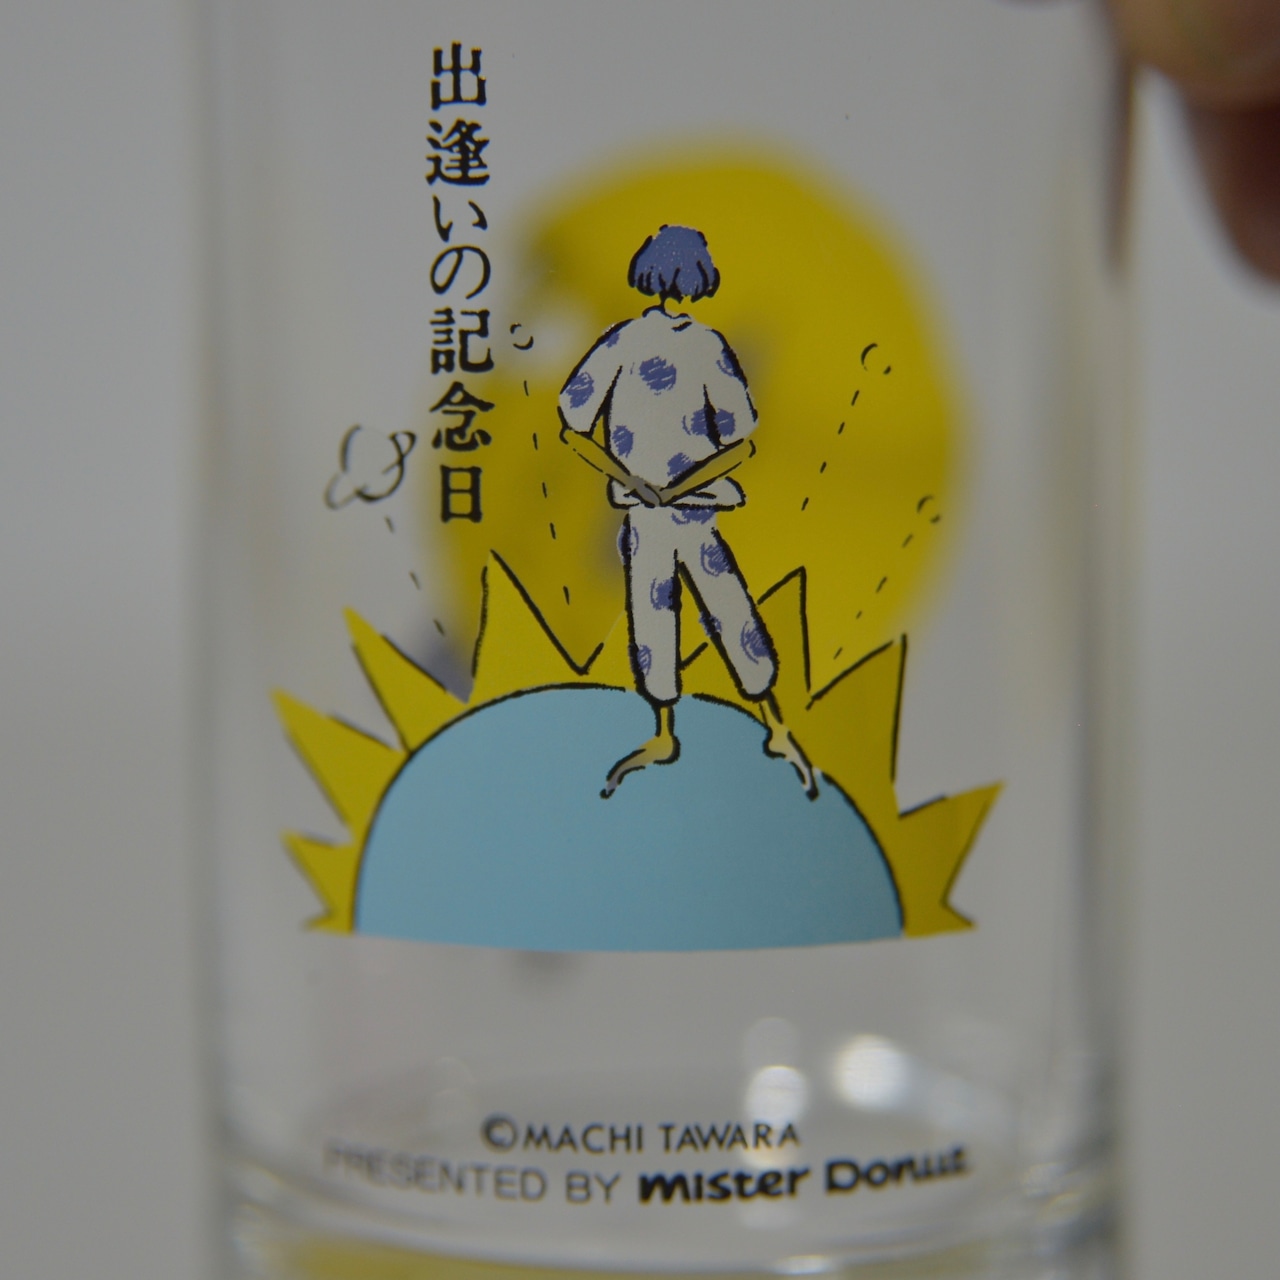 出逢いの記念日
©MACHI TAWARA
PRESENTED BY mister Donut